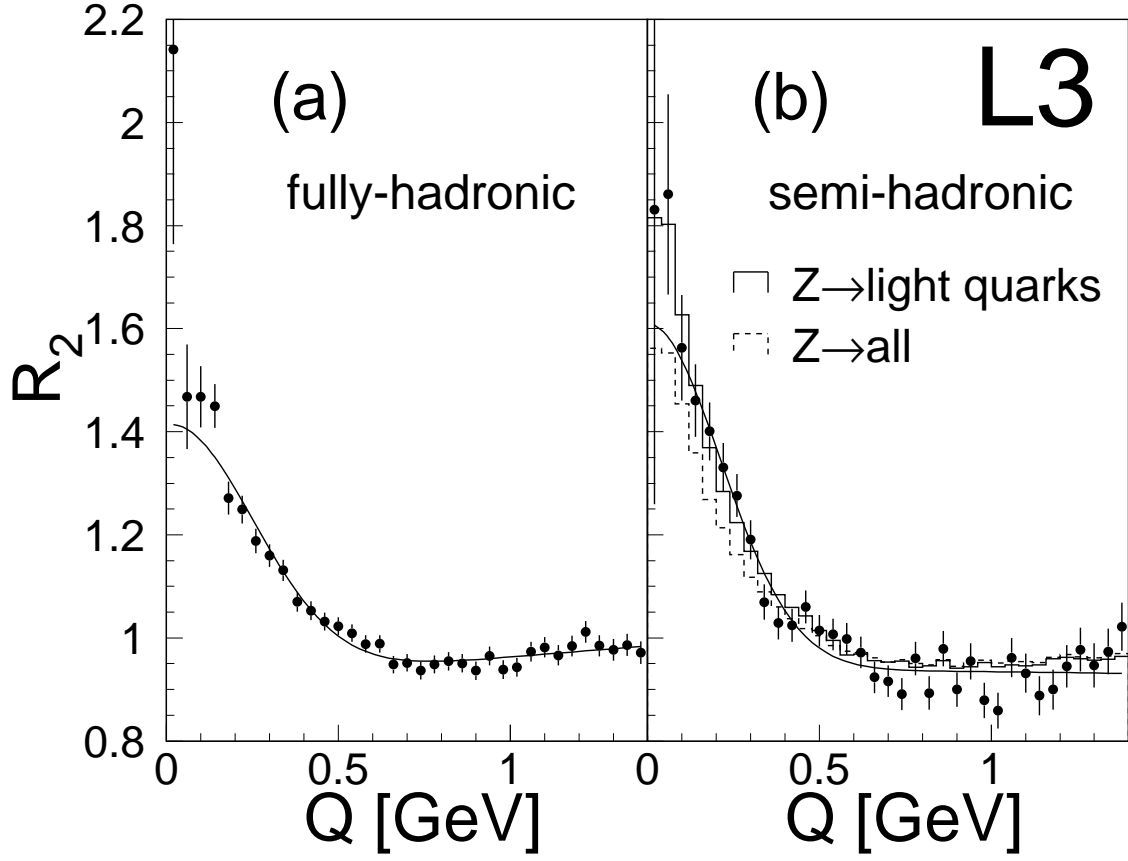 2.2
2
1.8
1.6
1.4
1.2
1
0.8
R2
(a)
fully-hadronic
0
0.5
1
Q [GeV]
(b)
L3
semi-hadronic
Z→light quarks
Z→all
0
0.5
1
Q [GeV]